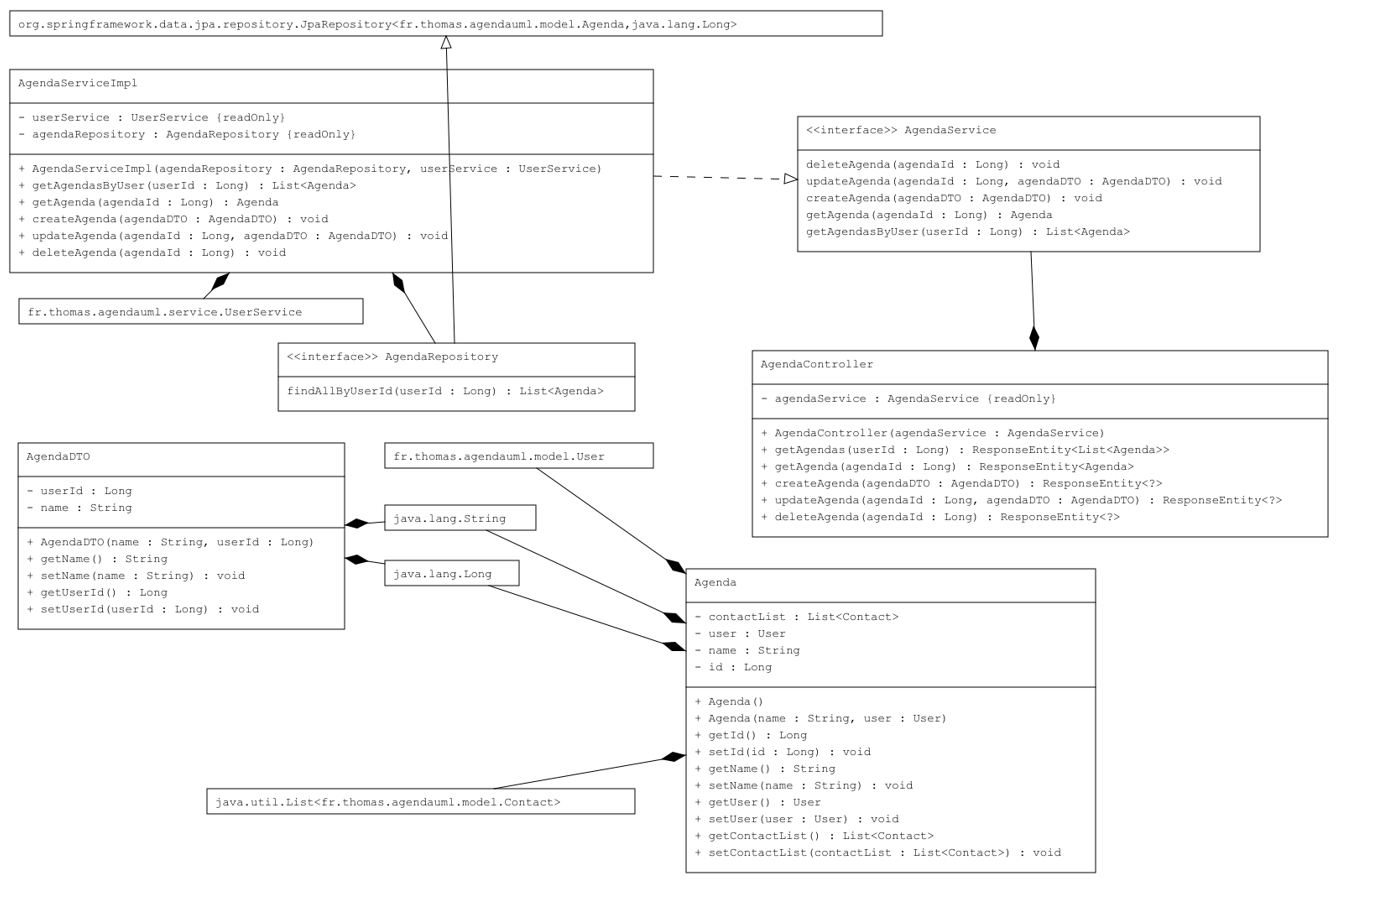 org.springframework.data.jpa.repository.JpaRepository<fr.thomas.agendauml.model.Agenda,java.lang.Long>
AgendaServiceImpl
- userService : UserService {readOnly}
- agendaRepository : AgendaRepository {readOnly}
+ AgendaServiceImpl(agendaRepository : AgendaRepository, userService : UserService)
+ getAgendasByUser(userId : Long) : List<Agenda>
+ getAgenda(agendaId : Long) : Agenda
+ createAgenda(agendaDTO : AgendaDTO) : void
+ updateAgenda(agendaId : Long, agendaDTO : AgendaDTO) : void
+ deleteAgenda(agendaId : Long) : void
<<interface>> AgendaService
deleteAgenda(agendaId : Long) : void
updateAgenda(agendaId : Long, agendaDTO : AgendaDTO) : void
createAgenda(agendaDTO : AgendaDTO) : void
getAgenda(agendaId : Long) : Agenda
getAgendasByUser(userId : Long) : List<Agenda>
fr.thomas.agendauml.service.UserService
<<interface>> AgendaRepository
findAllByUserId(userId : Long) : List<Agenda>
AgendaController
- agendaService : AgendaService {readOnly}
+ AgendaController(agendaService : AgendaService)
+ getAgendas(userId : Long) : ResponseEntity<List<Agenda>>
+ getAgenda(agendaId : Long) : ResponseEntity<Agenda>
+ createAgenda(agendaDTO : AgendaDTO) : ResponseEntity<?>
+ updateAgenda(agendaId : Long, agendaDTO : AgendaDTO) : ResponseEntity<?>
+ deleteAgenda(agendaId : Long) : ResponseEntity<?>
AgendaDTO
- userId : Long
- name : String
+ AgendaDTO(name : String, userId : Long)
+ getName() : String
+ setName(name : String) : void
+ getUserId() : Long
+ setUserId(userId : Long) : void
fr.thomas.agendauml.model.User
java.lang.String
java.lang.Long
Agenda
- contactList : List<Contact>
- user : User
- name : String
- id : Long
+ Agenda()
+ Agenda(name : String, user : User)
+ getId() : Long
+ setId(id : Long) : void
+ getName() : String
+ setName(name : String) : void
+ getUser() : User
+ setUser(user : User) : void
+ getContactList() : List<Contact>
+ setContactList(contactList : List<Contact>) : void
java.util.List<fr.thomas.agendauml.model.Contact>